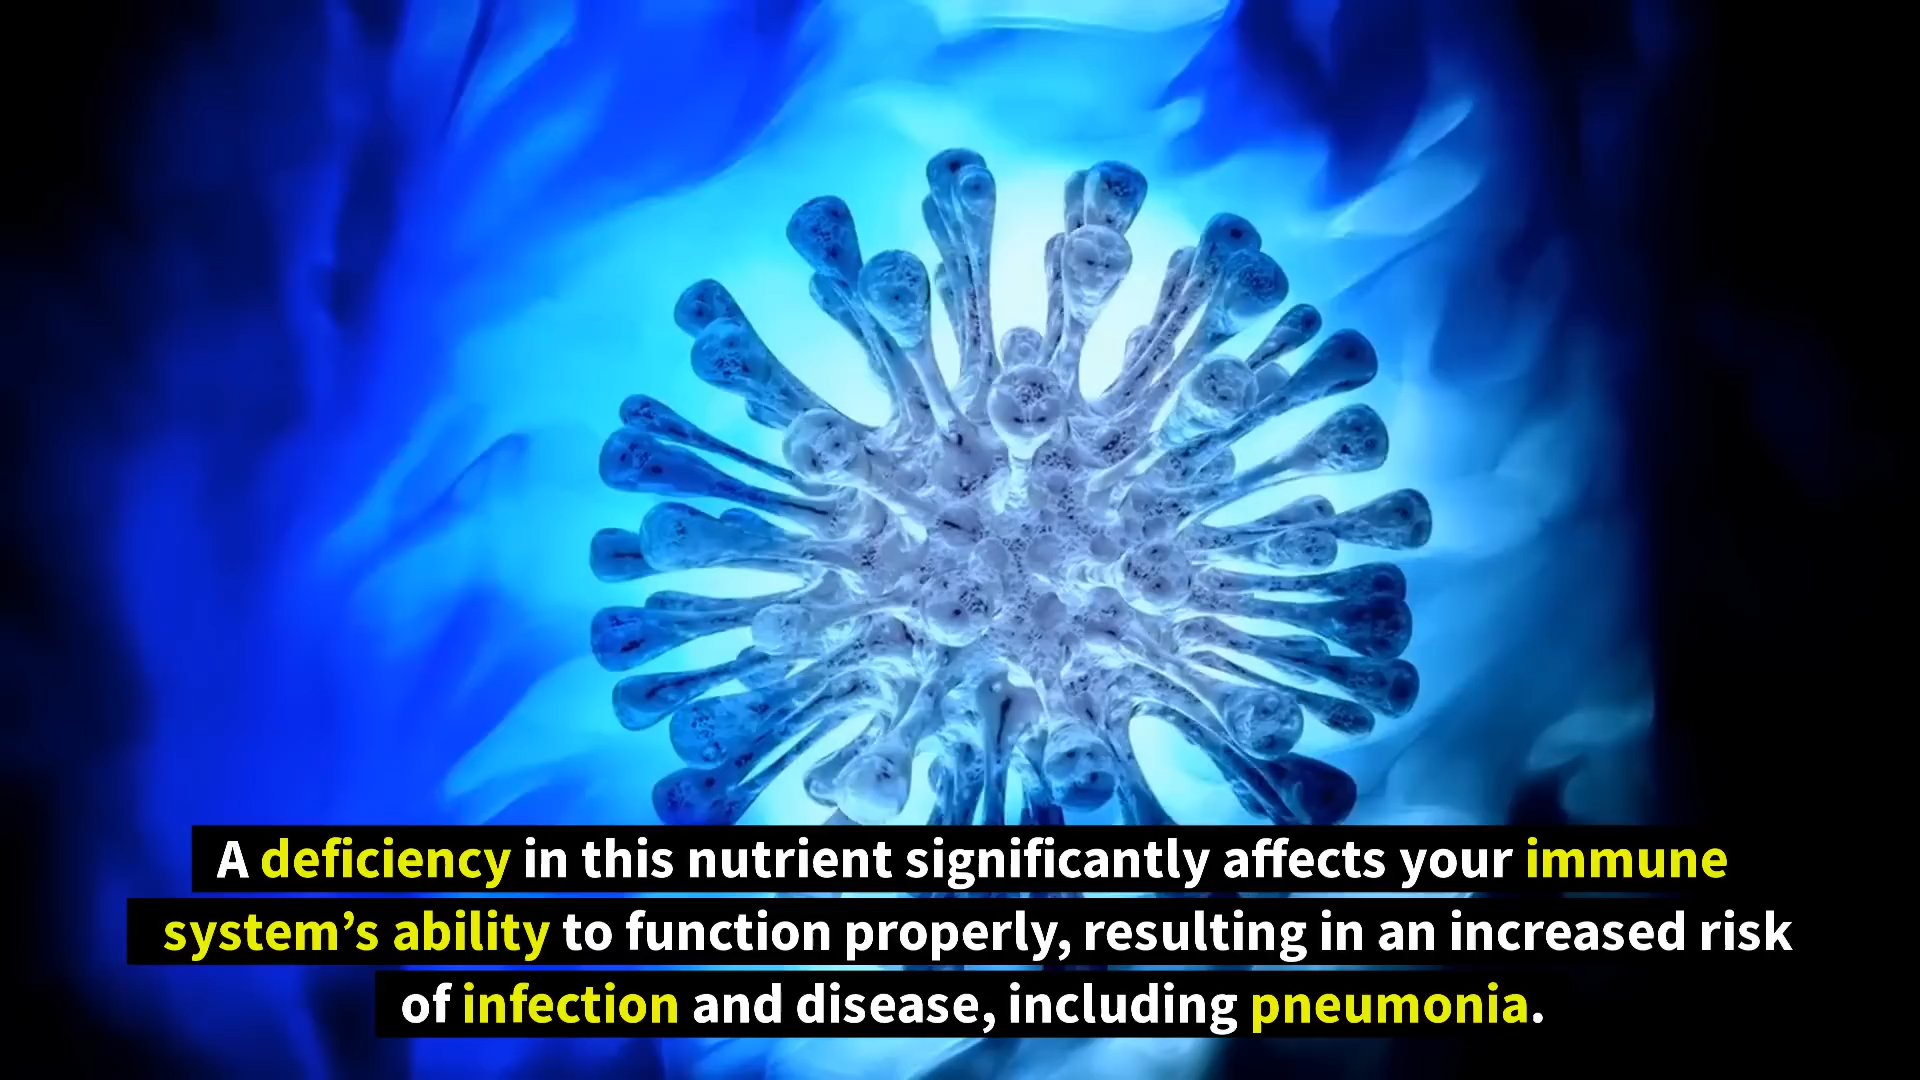 A deficiency in this nutrient significantly affects your immune
system’s ability to function properly, resulting in an increased risk
of infection and disease, including pneumonia.